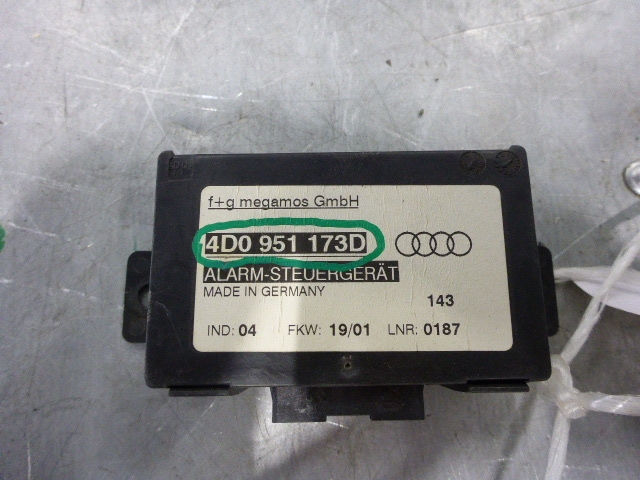 f+g megamos GmbH
4D0 951 173D
ALARM-STEUERGERÄT
MADE IN GERMANY
143
IND: 04 FKW: 19/01 LNR: 0187